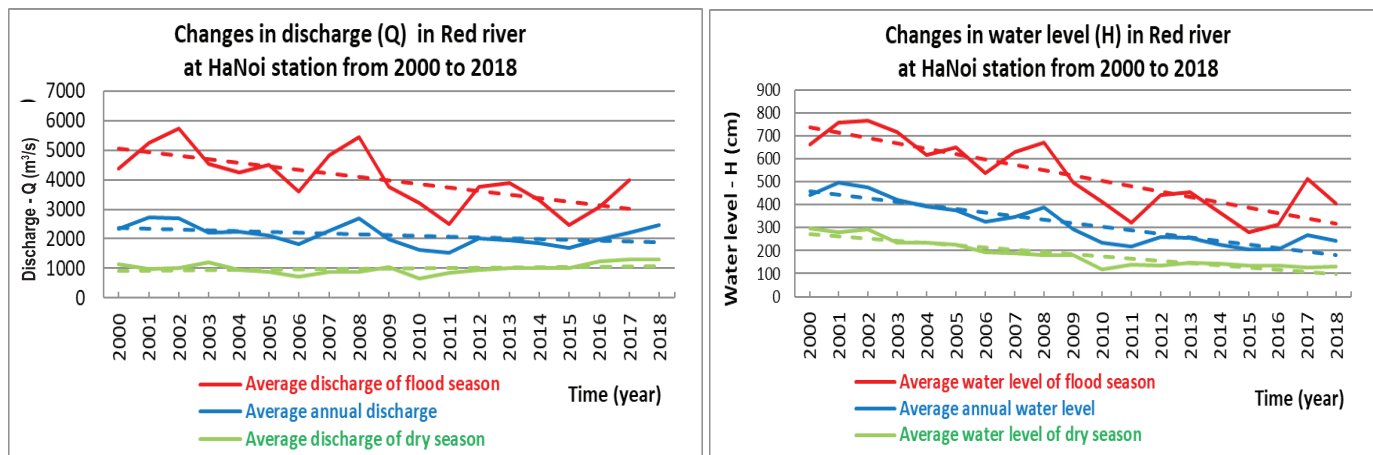 Changes in discharge (Q) in Red river
at HaNoi station from 2000 to 2018
Discharge - Q (m³/s)
7000
6000
5000
4000
3000
2000
1000
0
2000 2001 2002 2003 2004 2005 2006 2007 2008 2009 2010 2011 2012 2013 2014 2015 2016 2017 2018
Average discharge of flood season
Time (year)
Average annual discharge
Average discharge of dry season
Changes in water level (H) in Red river
at HaNoi station from 2000 to 2018
Water level - H (cm)
900
800
700
600
500
400
300
200
100
0
2000 2001 2002 2003 2004 2005 2006 2007 2008 2009 2010 2011 2012 2013 2014 2015 2016 2017 2018
Average water level of flood season
Time (year)
Average annual water level
Average water level of dry season